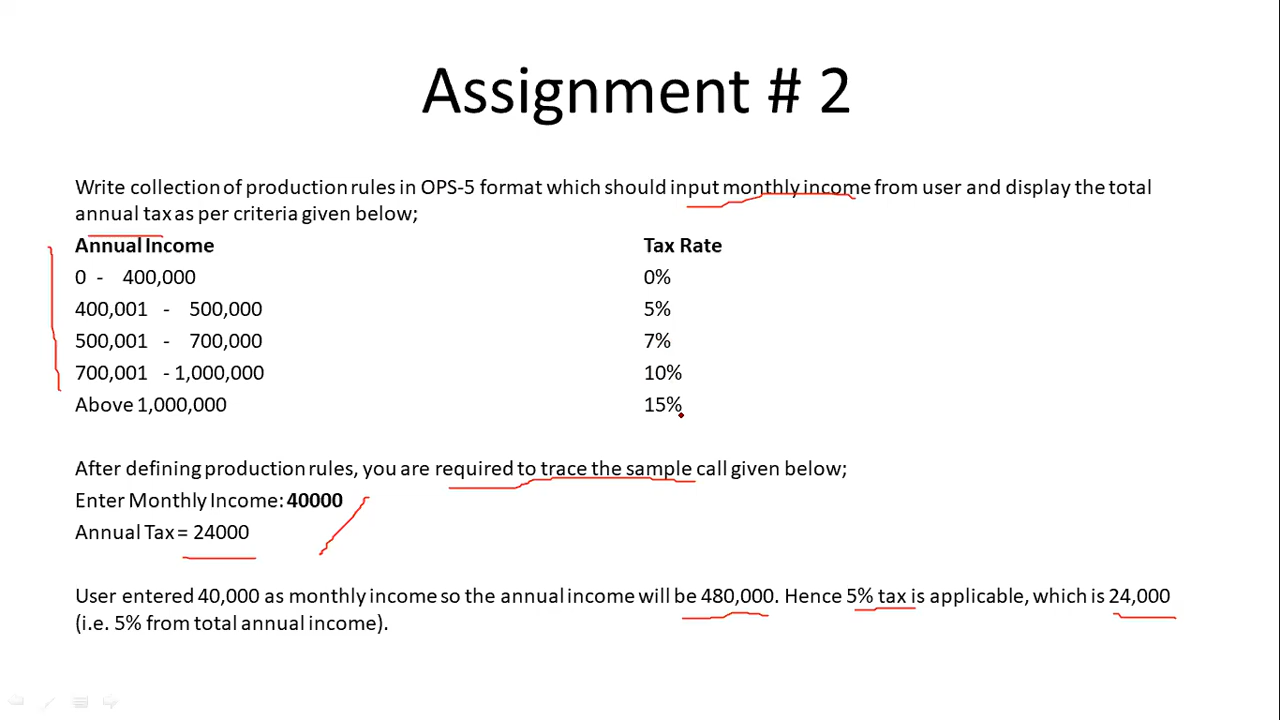 Assignment # 2
Write collection of production rules in OPS-5 format which should input monthly income from user and display the total
annual tax as per criteria given below;
Annual Income Tax Rate
0 - 400,000 0%
400,001 - 500,000 5%
500,001 - 700,000 7%
700,001 - 1,000,000 10%
Above 1,000,000 15%
After defining production rules, you are required to trace the sample call given below;
Enter Monthly Income: 40000
Annual Tax = 24000
User entered 40,000 as monthly income so the annual income will be 480,000. Hence 5% tax is applicable, which is 24,000
(i.e. 5% from total annual income).